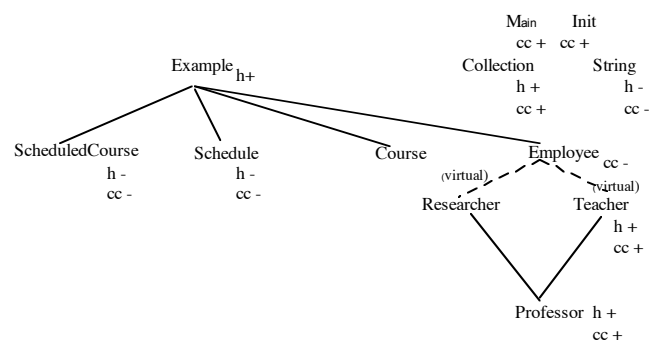 Main Init
cc + cc +
Example h+ Collection String
h + h -
cc + cc -
ScheduledCourse Schedule Course Employee cc -
h - h -
cc - cc -
(virtual) (virtual)
Researcher Teacher
h +
cc +
Professor h +
cc +